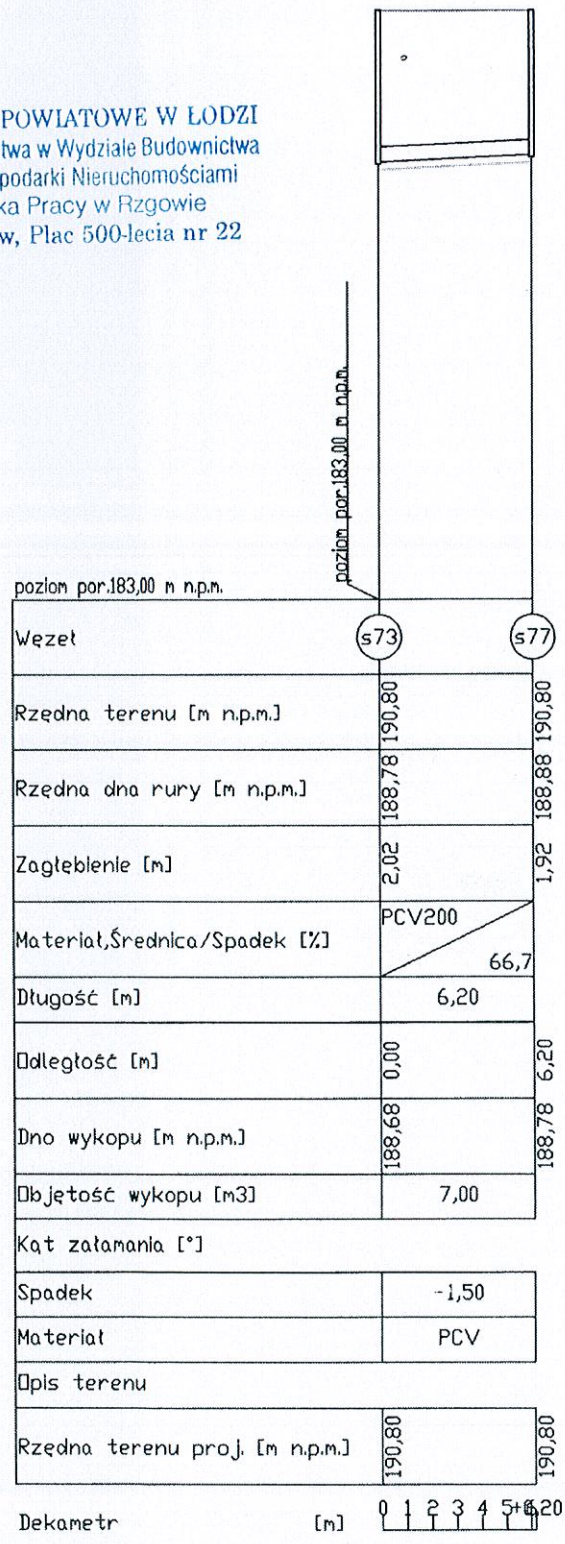 POWIATOWE W ŁODZI
twa w Wydziale Budownictwa
podarki Nieruchomościami
ka Pracy w Rzgowie
w, Plac 500-lecia nr 22
poziom por.183,00 m n.p.m.
poziom por.183,00 m n.p.m.
Węzeł s73 s77
Rzędna terenu [m n.p.m.] 190,80 190,80
Rzędna dna rury [m n.p.m.] 188,78 188,88
Zagłębienie [m] 2,02 1,92
Materiał,Średnica/Spadek [%] PCV200 66,7
Długość [m] 6,20
Odległość [m] 0,00 6,20
Dno wykopu [m n.p.m.] 188,68 188,78
Objętość wykopu [m3] 7,00
Kąt załamania [°]
Spadek -1,50
Materiał PCV
Opis terenu
Rzędna terenu proj. [m n.p.m.] 190,80 190,80
Dekametr [m] 0 1 2 3 4 5+6,20